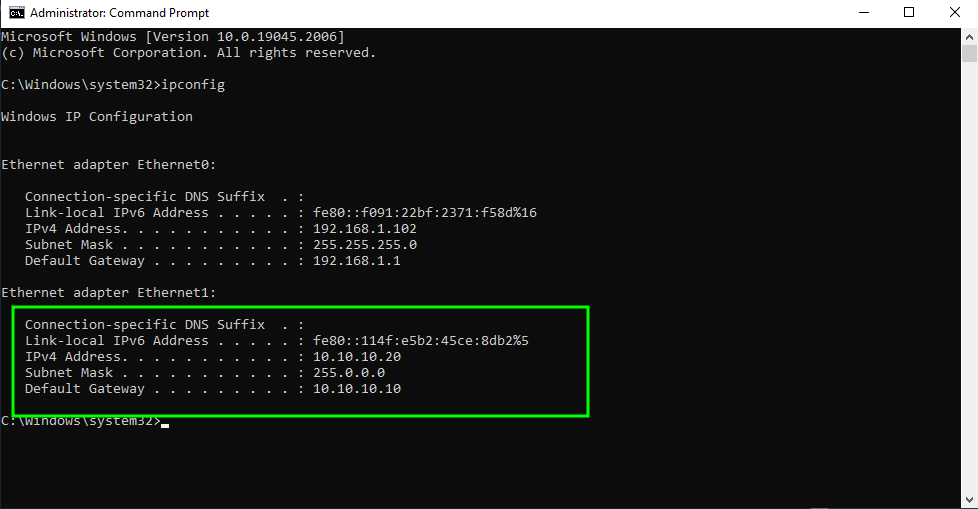 Administrator: Command Prompt
Microsoft Windows [Version 10.0.19045.2006]
(c) Microsoft Corporation. All rights reserved.
C:\Windows\system32>ipconfig
Windows IP Configuration
Ethernet adapter Ethernet0:
Connection-specific DNS Suffix  . :
Link-local IPv6 Address . . . . . : fe80::f091:22bf:2371:f58d%16
IPv4 Address. . . . . . . . . . . : 192.168.1.102
Subnet Mask . . . . . . . . . . . : 255.255.255.0
Default Gateway . . . . . . . . . : 192.168.1.1
Ethernet adapter Ethernet1:
Connection-specific DNS Suffix  . :
Link-local IPv6 Address . . . . . : fe80::114f:e5b2:45ce:8db2%5
IPv4 Address. . . . . . . . . . . : 10.10.10.20
Subnet Mask . . . . . . . . . . . : 255.0.0.0
Default Gateway . . . . . . . . . : 10.10.10.10
C:\Windows\system32>